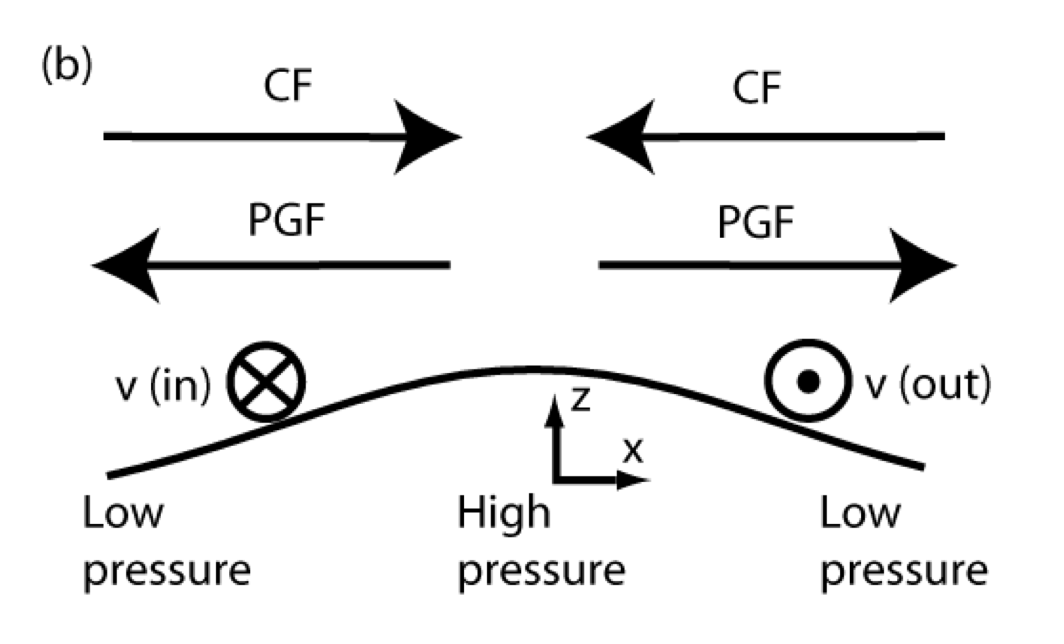 (b)
CF
CF
PGF
PGF
v (in)
v (out)
z
x
Low
pressure
High
pressure
Low
pressure